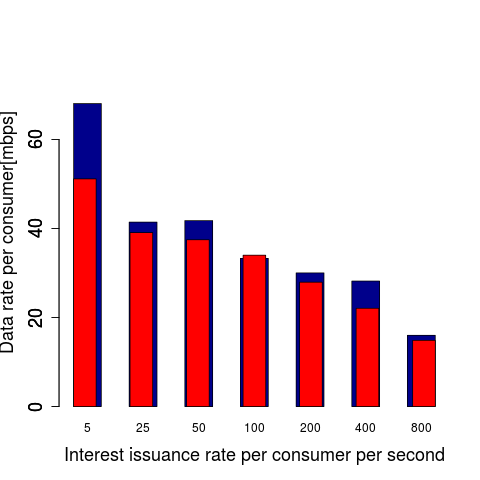 Data rate per consumer[mbps]
60
40
20
0
5 25 50 100 200 400 800
Interest issuance rate per consumer per second